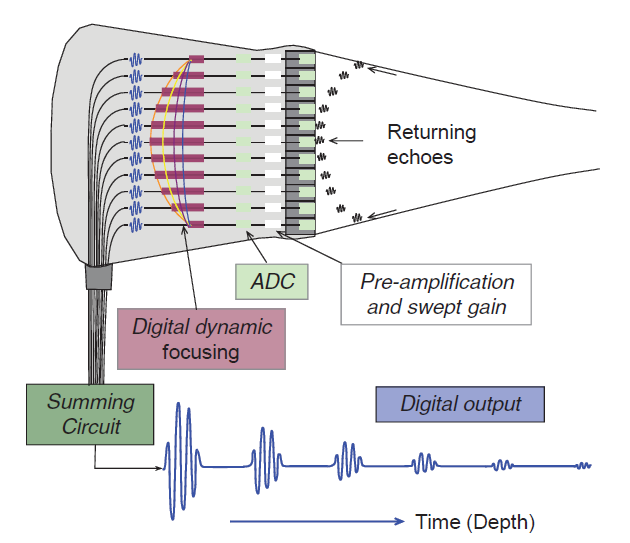 Returning
echoes
ADC
Pre-amplification
and swept gain
Digital dynamic
focusing
Summing
Circuit
Digital output
Time (Depth)